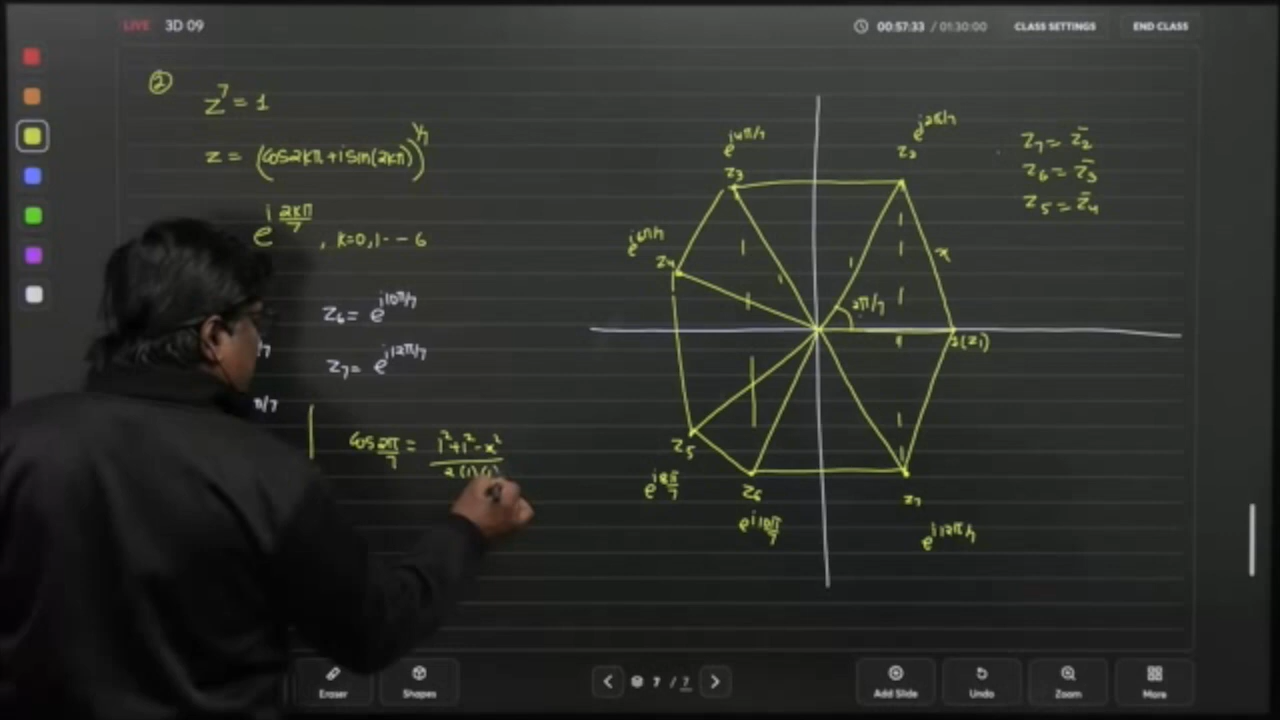 LIVE 3D 09
00:57:33 / 01:30:00 CLASS SETTINGS END CLASS
②
z⁷ = 1
z = (cos2kπ + i sin(2kπ))^1/7
e^i 2kπ/7 , k=0,1--6
z₆ = e^i10π/7
z₇ = e^i12π/7
π/7
cos 2π/7 = 1²+1²-x² / 2(1)(1)
e^i4π/7
z₃
e^i2π/7
z₂
e^i6π/7
z₄
1
1
x
2π/7
1(z₁)
z₅
e^i8π/7
z₆
e^i10π/7
z₇
e^i12π/7
z₇ = z̄₂
z₆ = z̄₃
z₅ = z̄₄
Eraser
Shapes
7 / 7
Add Slide
Undo
Zoom
More